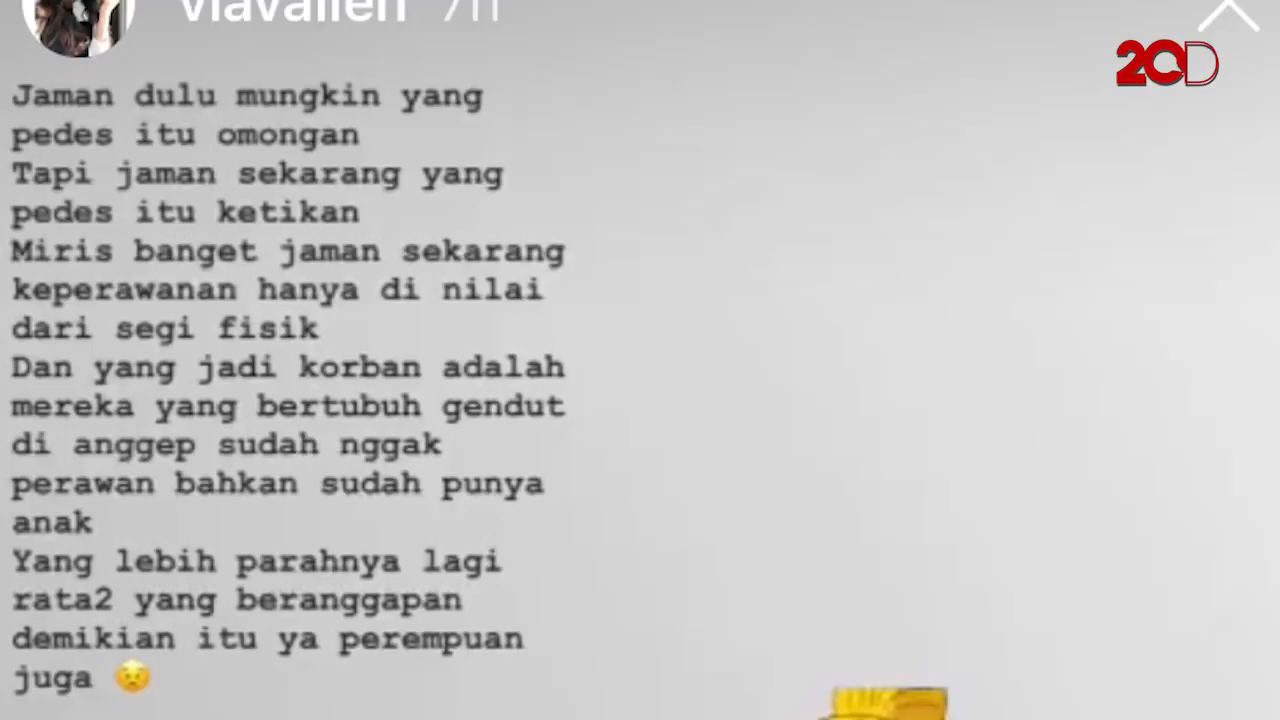 viavallen 7h
20D
Jaman dulu mungkin yang
pedes itu omongan
Tapi jaman sekarang yang
pedes itu ketikan
Miris banget jaman sekarang
keperawanan hanya di nilai
dari segi fisik
Dan yang jadi korban adalah
mereka yang bertubuh gendut
di anggep sudah nggak
perawan bahkan sudah punya
anak
Yang lebih parahnya lagi
rata2 yang beranggapan
demikian itu ya perempuan
juga 😟